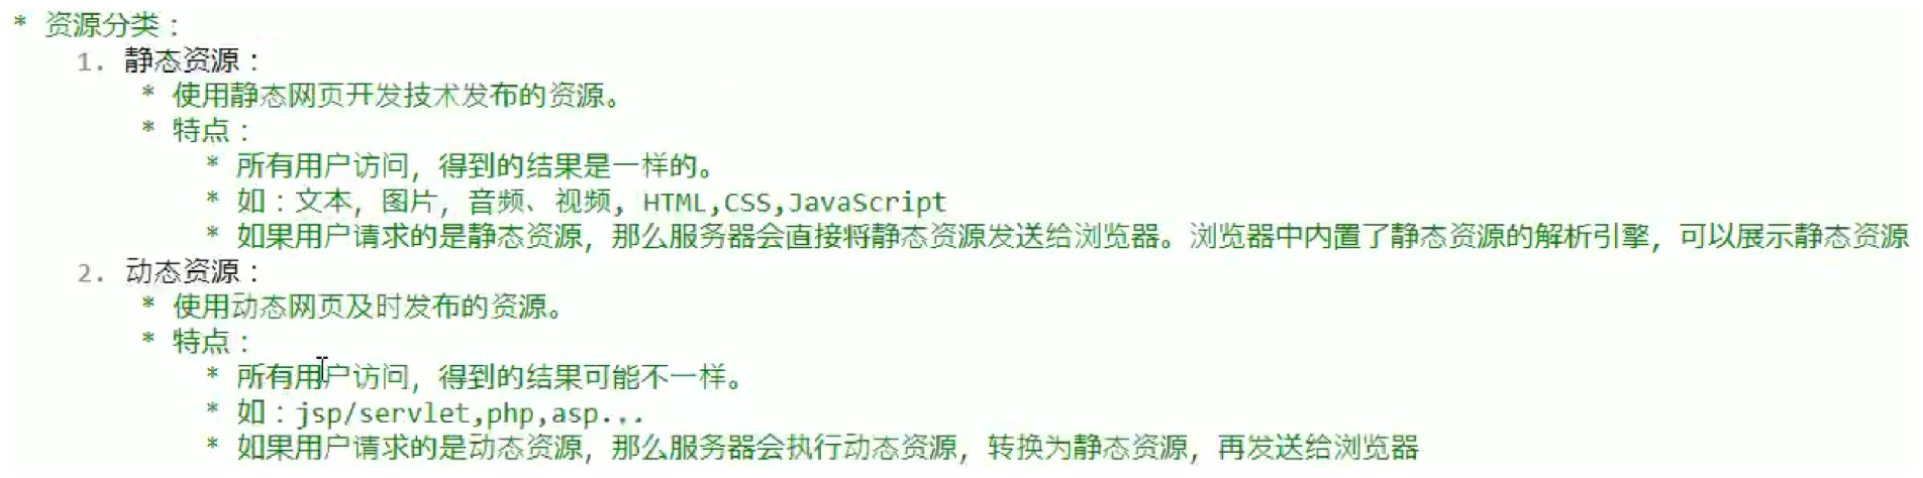 * 资源分类：
1. 静态资源：
* 使用静态网页开发技术发布的资源。
* 特点：
* 所有用户访问，得到的结果是一样的。
* 如：文本，图片，音频、视频, HTML,CSS,JavaScript
* 如果用户请求的是静态资源，那么服务器会直接将静态资源发送给浏览器。浏览器中内置了静态资源的解析引擎，可以展示静态资源
2. 动态资源：
* 使用动态网页及时发布的资源。
* 特点：
* 所有用户访问，得到的结果可能不一样。
* 如：jsp/servlet,php,asp...
* 如果用户请求的是动态资源，那么服务器会执行动态资源，转换为静态资源，再发送给浏览器